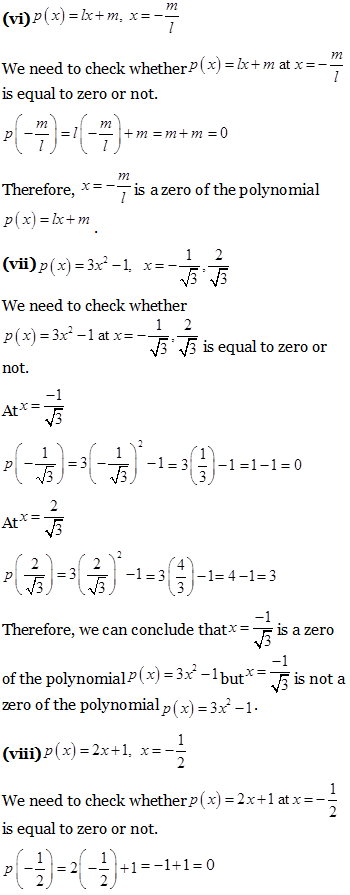 (vi) p(x) = lx + m, x = −m/l
We need to check whether p(x) = lx + m at x = −m/l
is equal to zero or not.
p(−m/l) = l(−m/l) + m = m + m = 0
Therefore, x = −m/l is a zero of the polynomial
p(x) = lx + m .
(vii) p(x) = 3x² − 1, x = −1/√3, 2/√3
We need to check whether
p(x) = 3x² − 1 at x = −1/√3, 2/√3 is equal to zero or
not.
At x = −1/√3
p(−1/√3) = 3(−1/√3)² − 1 = 3(1/3) − 1 = 1 − 1 = 0
At x = 2/√3
p(2/√3) = 3(2/√3)² − 1 = 3(4/3) − 1 = 4 − 1 = 3
Therefore, we can conclude that x = −1/√3 is a zero
of the polynomial p(x) = 3x² − 1 but x = −1/√3 is not a
zero of the polynomial p(x) = 3x² − 1.
(viii) p(x) = 2x + 1, x = −1/2
We need to check whether p(x) = 2x + 1 at x = −1/2
is equal to zero or not.
p(−1/2) = 2(−1/2) + 1 = −1 + 1 = 0